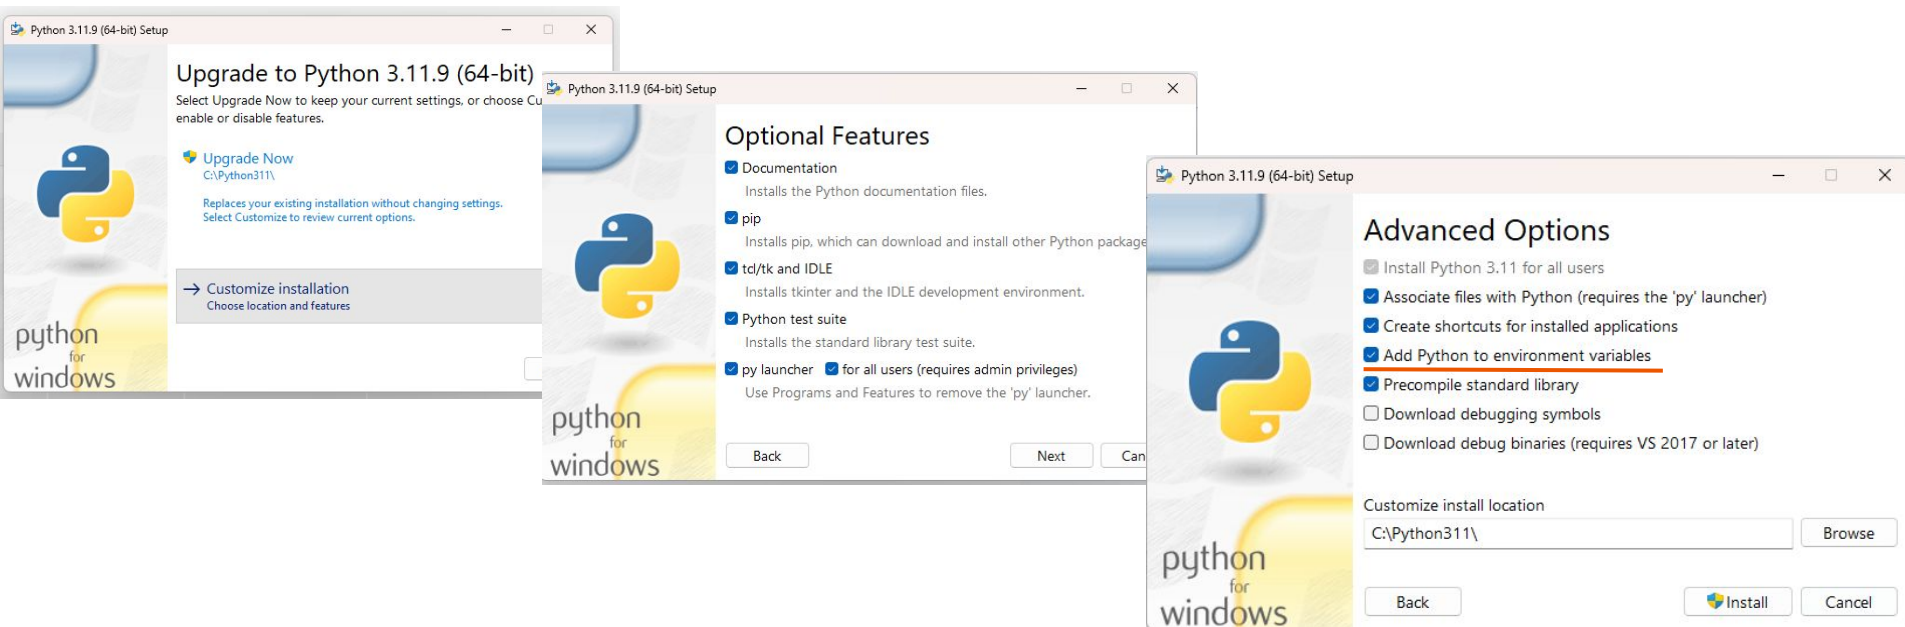 Python 3.11.9 (64-bit) Setup
Upgrade to Python 3.11.9 (64-bit)
Select Upgrade Now to keep your current settings, or choose Cu
enable or disable features.
Upgrade Now
C:\Python311\
Replaces your existing installation without changing settings.
Select Customize to review current options.
Customize installation
Choose location and features
python
for
windows
Python 3.11.9 (64-bit) Setup
Optional Features
Documentation
Installs the Python documentation files.
pip
Installs pip, which can download and install other Python package
tcl/tk and IDLE
Installs tkinter and the IDLE development environment.
Python test suite
Installs the standard library test suite.
py launcher for all users (requires admin privileges)
Use Programs and Features to remove the 'py' launcher.
python
for
windows
Back Next Can
Python 3.11.9 (64-bit) Setup
Advanced Options
Install Python 3.11 for all users
Associate files with Python (requires the 'py' launcher)
Create shortcuts for installed applications
Add Python to environment variables
Precompile standard library
Download debugging symbols
Download debug binaries (requires VS 2017 or later)
Customize install location
C:\Python311\ Browse
python
for
windows
Back Install Cancel